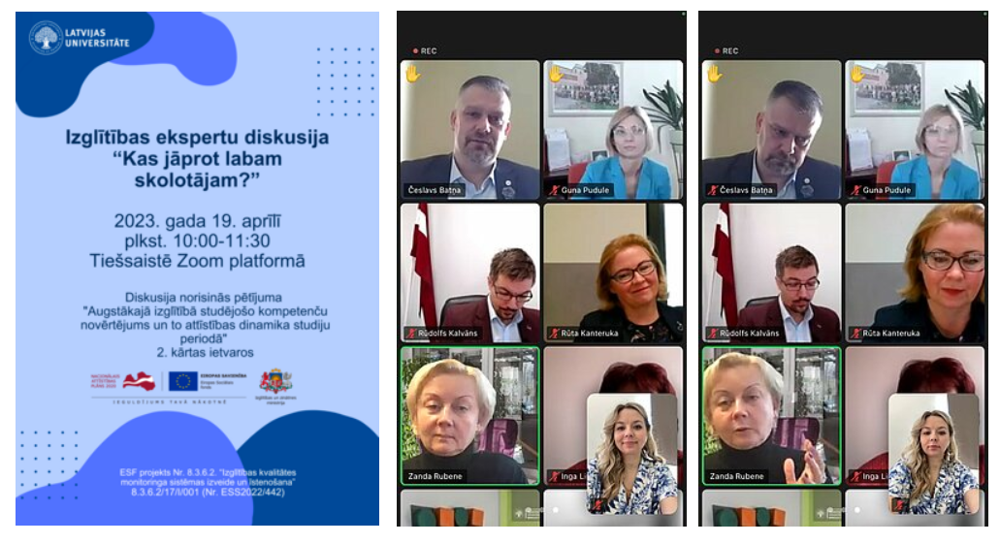 LATVIJAS
UNIVERSITĀTE
Izglītības ekspertu diskusija
“Kas jāprot labam
skolotājam?”
2023. gada 19. aprīlī
plkst. 10:00-11:30
Tiešsaistē Zoom platformā
Diskusija norisinās pētījuma
"Augstākajā izglītībā studējošo kompetenču
novērtējums un to attīstības dinamika studiju
periodā"
2. kārtas ietvaros
NACIONĀLAIS
ATTĪSTĪBAS
PLĀNS 2020
EIROPAS SAVIENĪBA
Eiropas Sociālais
fonds
Izglītības un zinātnes
ministrija
IEGULDĪJUMS TAVĀ NĀKOTNĒ
ESF projekts Nr. 8.3.6.2. "Izglītības kvalitātes
monitoringa sistēmas izveide un īstenošana"
8.3.6.2/17/I/001 (Nr. ESS2022/442)
REC
Česlavs Batņa
Guna Pudule
Rūdolfs Kalvāns
Rūta Kanteruka
Zanda Rubene
Inga Li
REC
Česlavs Batņa
Guna Pudule
Rūdolfs Kalvāns
Rūta Kanteruka
Zanda Rubene
Inga Li